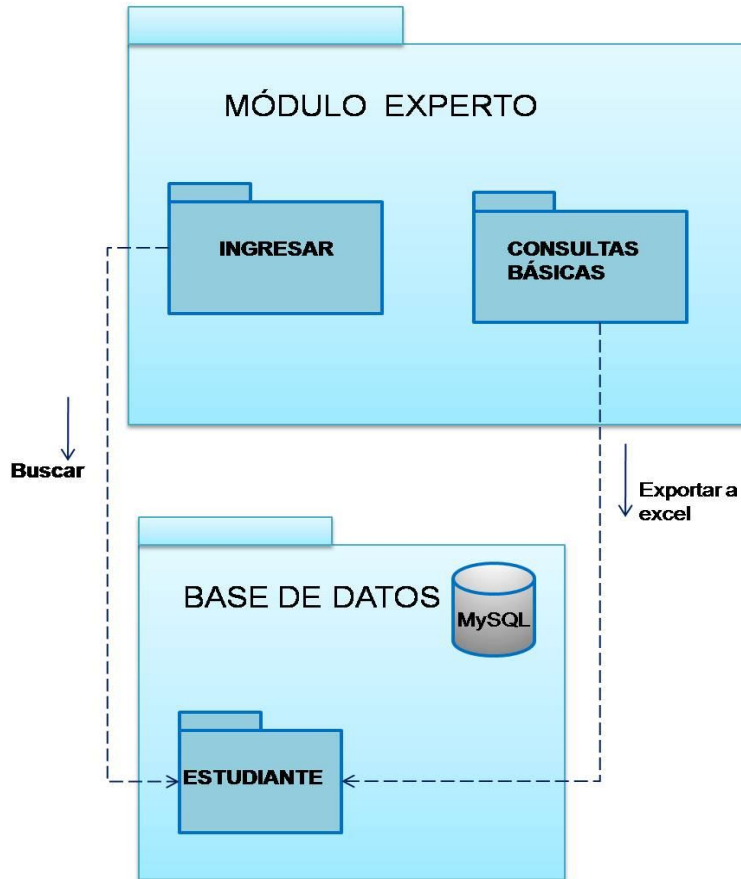 MÓDULO EXPERTO
INGRESAR
CONSULTAS
BÁSICAS
Buscar
Exportar a
excel
BASE DE DATOS
MySQL
ESTUDIANTE